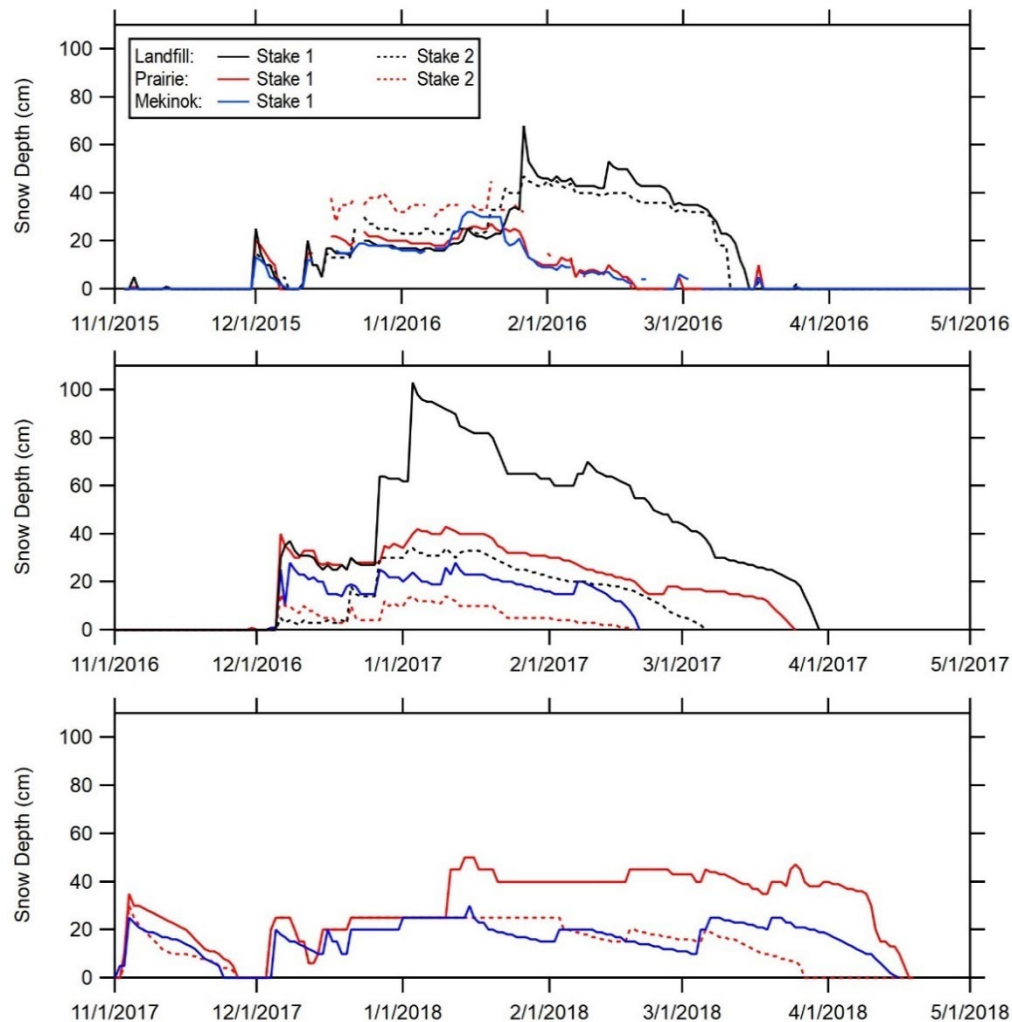 Snow Depth (cm)
100
80
60
40
20
0
Landfill: Stake 1 Stake 2
Prairie: Stake 1 Stake 2
Mekinok: Stake 1
11/1/2015 12/1/2015 1/1/2016 2/1/2016 3/1/2016 4/1/2016 5/1/2016
Snow Depth (cm)
100
80
60
40
20
0
11/1/2016 12/1/2016 1/1/2017 2/1/2017 3/1/2017 4/1/2017 5/1/2017
Snow Depth (cm)
100
80
60
40
20
0
11/1/2017 12/1/2017 1/1/2018 2/1/2018 3/1/2018 4/1/2018 5/1/2018